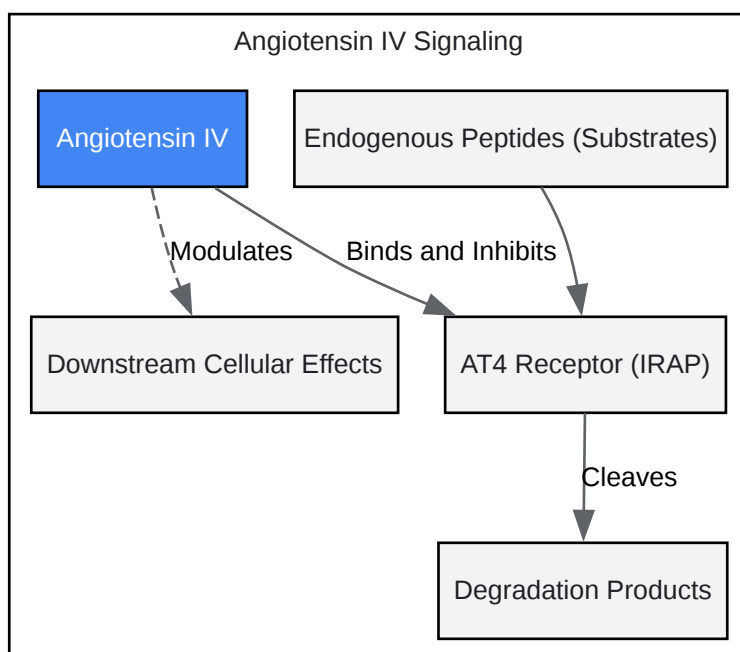 Angiotensin IV Signaling
Angiotensin IV
Endogenous Peptides (Substrates)
Modulates
Binds and Inhibits
Downstream Cellular Effects
AT4 Receptor (IRAP)
Cleaves
Degradation Products